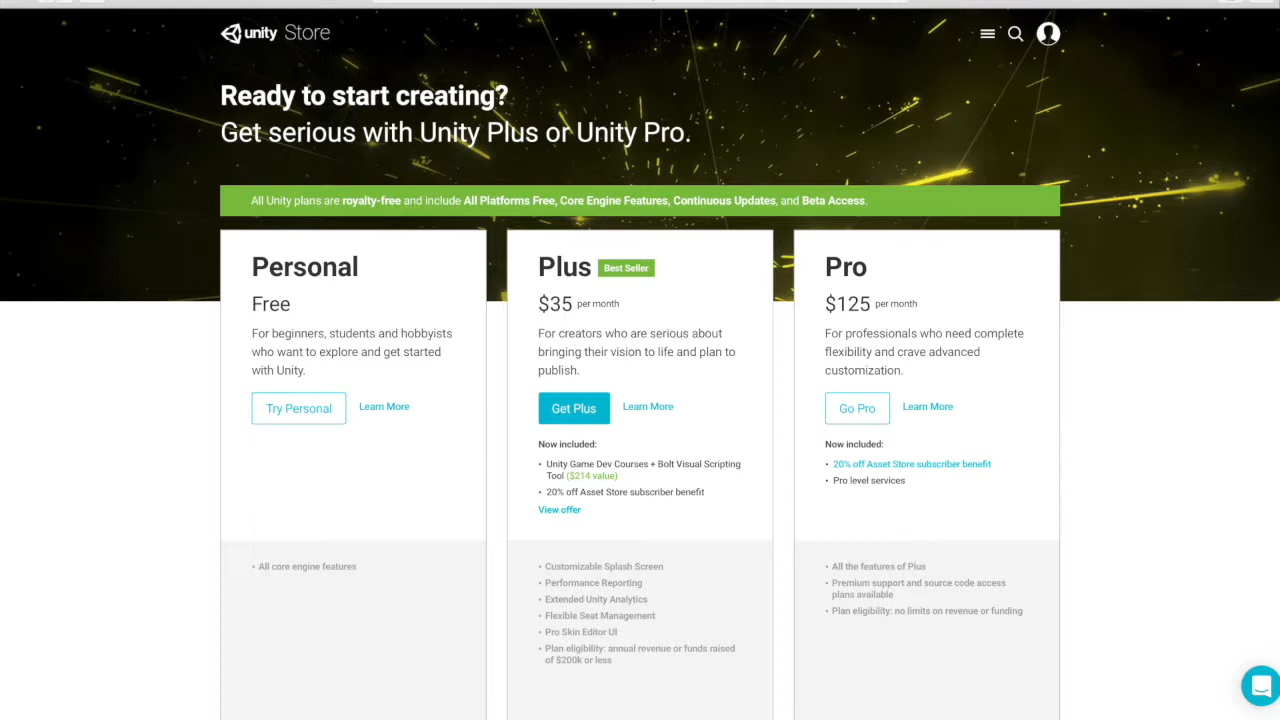 unity Store
Ready to start creating?
Get serious with Unity Plus or Unity Pro.
All Unity plans are royalty-free and include All Platforms Free, Core Engine Features, Continuous Updates, and Beta Access.
Personal
Free
For beginners, students and hobbyists
who want to explore and get started
with Unity.
Try Personal
Learn More
• All core engine features
Plus
Best Seller
$35 per month
For creators who are serious about
bringing their vision to life and plan to
publish.
Get Plus
Learn More
Now included:
• Unity Game Dev Courses + Bolt Visual Scripting
Tool ($214 value)
• 20% off Asset Store subscriber benefit
View offer
• Customizable Splash Screen
• Performance Reporting
• Extended Unity Analytics
• Flexible Seat Management
• Pro Skin Editor UI
• Plan eligibility: annual revenue or funds raised
of $200k or less
Pro
$125 per month
For professionals who need complete
flexibility and crave advanced
customization.
Go Pro
Learn More
Now included:
• 20% off Asset Store subscriber benefit
• Pro level services
• All the features of Plus
• Premium support and source code access
plans available
• Plan eligibility: no limits on revenue or funding